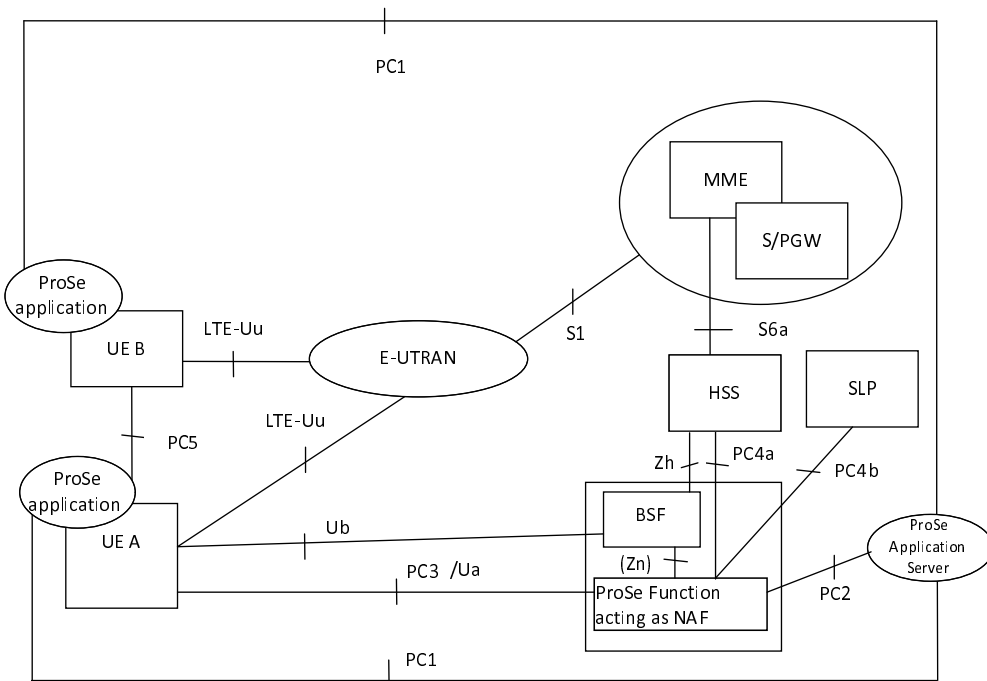 PC1
MME
S/PGW
ProSe
application
UE B
LTE-Uu
E-UTRAN
S1
S6a
HSS
SLP
LTE-Uu
PC5
Zh
PC4a
PC4b
ProSe
application
UE A
Ub
BSF
(Zn)
ProSe
Application
Server
PC3 /Ua
ProSe Function
acting as NAF
PC2
PC1